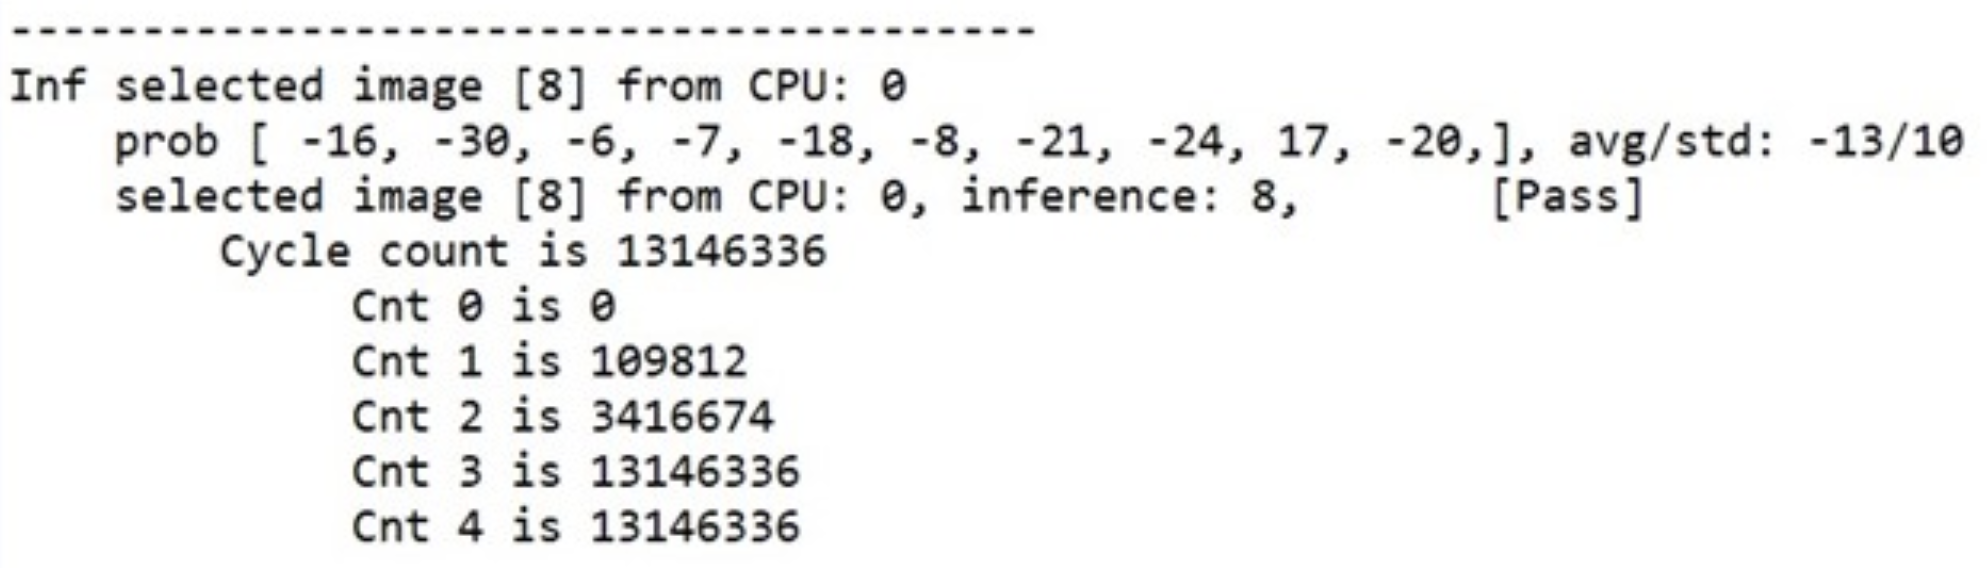 ---------------------------------------
Inf selected image [8] from CPU: 0
prob [ -16, -30, -6, -7, -18, -8, -21, -24, 17, -20,], avg/std: -13/10
selected image [8] from CPU: 0, inference: 8, [Pass]
Cycle count is 13146336
Cnt 0 is 0
Cnt 1 is 109812
Cnt 2 is 3416674
Cnt 3 is 13146336
Cnt 4 is 13146336